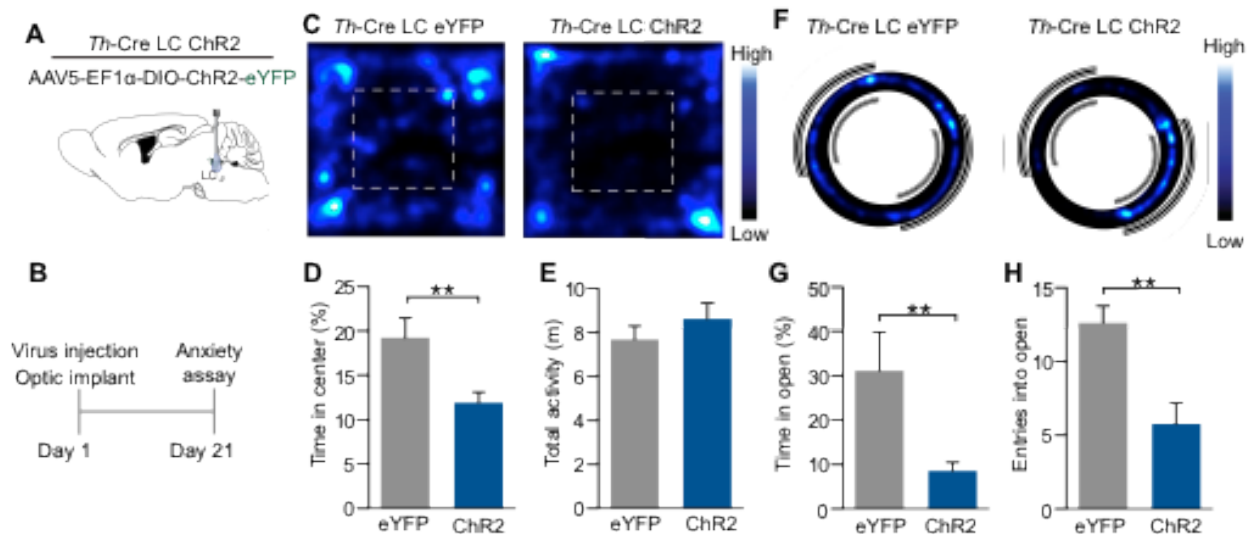 A
Th-Cre LC ChR2
AAV5-EF1α-DIO-ChR2-eYFP
LC
B
Virus injection
Optic implant
Anxiety
assay
Day 1
Day 21
C
Th-Cre LC eYFP
Th-Cre LC ChR2
High
Low
D
Time in center (%)
25
20
15
10
5
0
**
eYFP
ChR2
E
Total activity (m)
10
8
6
4
2
0
eYFP
ChR2
F
Th-Cre LC eYFP
Th-Cre LC ChR2
High
Low
G
Time in open (%)
50
40
30
20
10
0
**
eYFP
ChR2
H
Entries into open
15
10
5
0
**
eYFP
ChR2